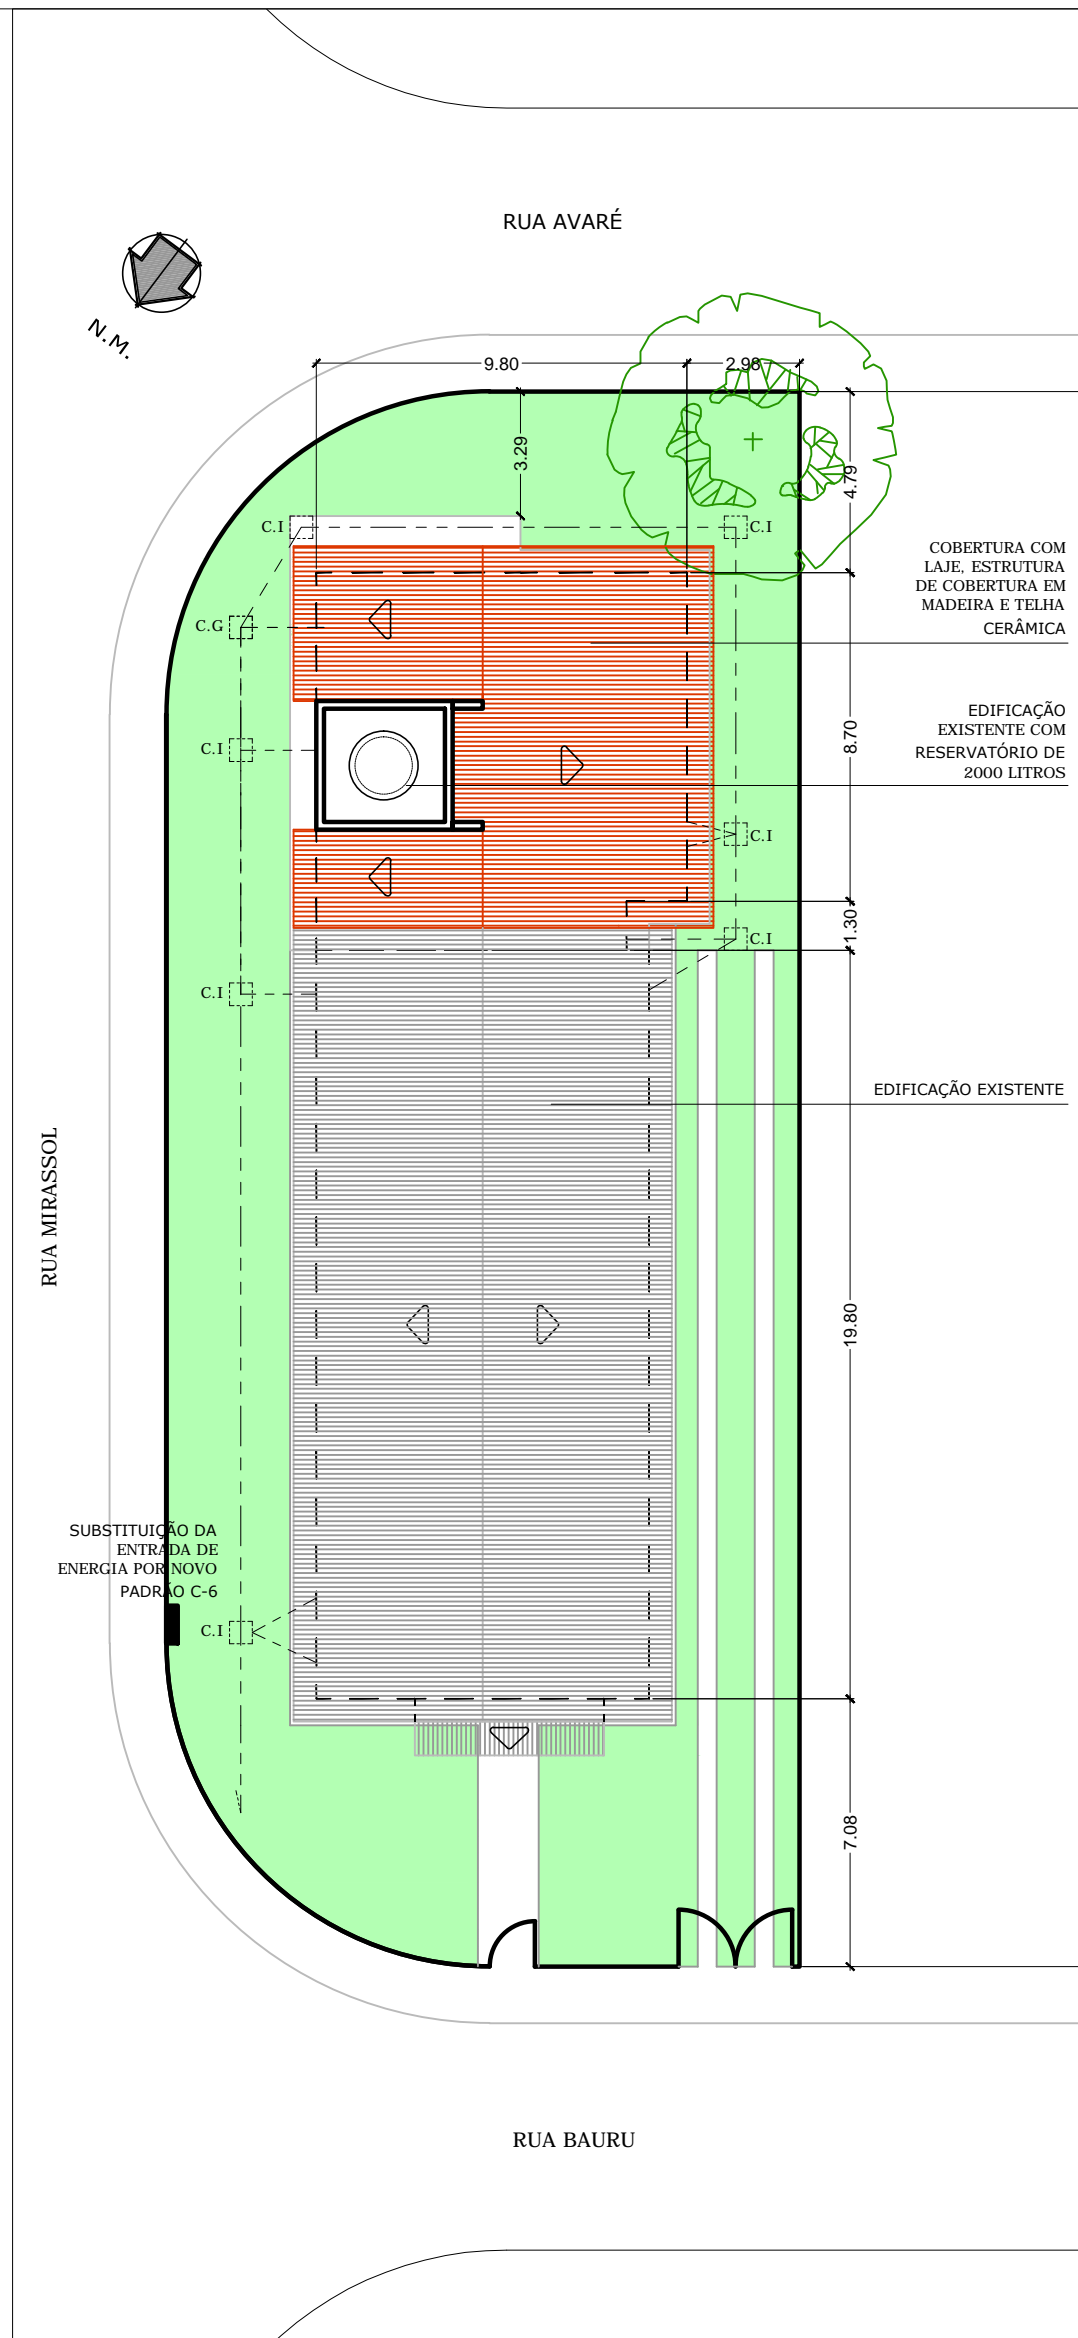 RUA AVARÉ
N.M.
9.80
2.98
3.29
4.79
C.I
C.I
COBERTURA COM
LAJE, ESTRUTURA
DE COBERTURA EM
MADEIRA E TELHA
CERÂMICA
C.G
EDIFICAÇÃO
EXISTENTE COM
RESERVATÓRIO DE
2000 LITROS
8.70
C.I
C.I
1.30
C.I
C.I
EDIFICAÇÃO EXISTENTE
RUA MIRASSOL
19.80
SUBSTITUIÇÃO DA
ENTRADA DE
ENERGIA POR NOVO
PADRÃO C-6
C.I
7.08
RUA BAURU